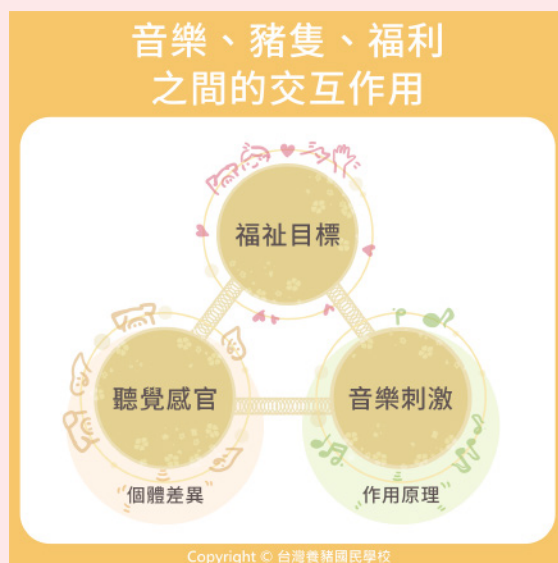 音樂、豬隻、福利
之間的交互作用
福祉目標
聽覺感官
音樂刺激
個體差異
作用原理
Copyright © 台灣養豬國民學校